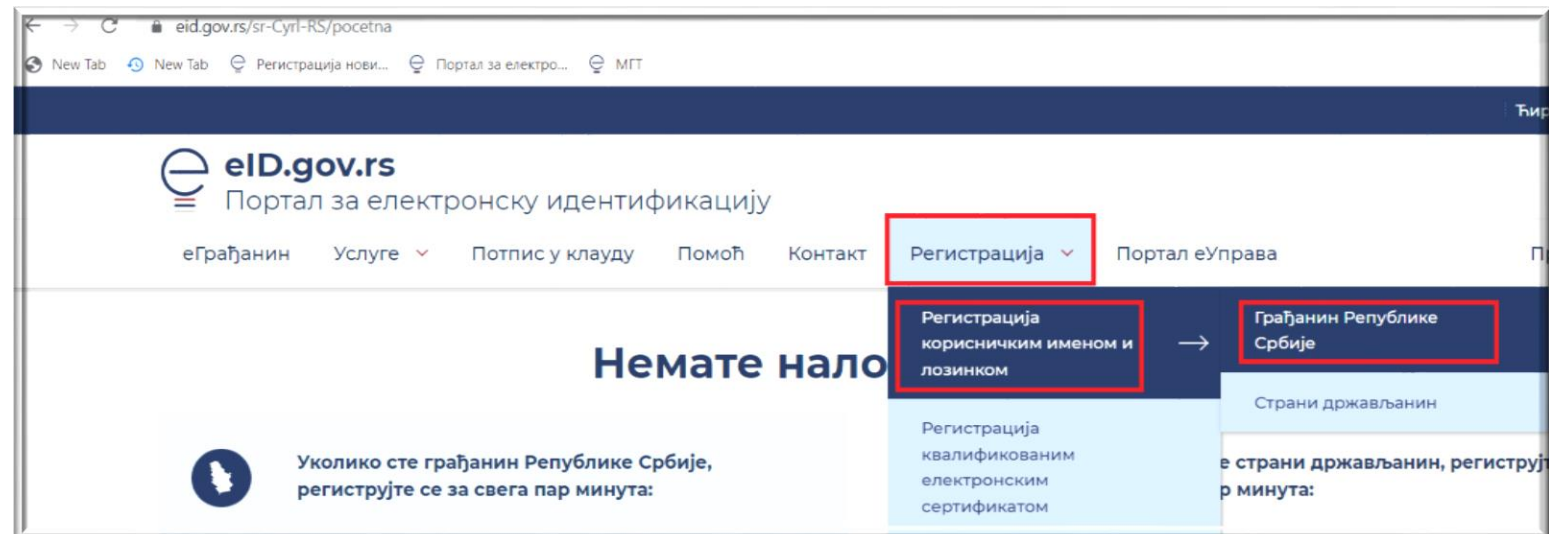 eid.gov.rs/sr-Cyrl-RS/pocetna
New Tab New Tab Регистрација нови... Портал за електро... МГТ
eID.gov.rs
Портал за електронску идентификацију
еГрађанин Услуге Потпис у клауду Помоћ Контакт Регистрација Портал еУправа
Регистрација
корисничким именом и
лозинком
Грађанин Републике
Србије
Страни држављанин
Регистрација
квалификованим
електронским
сертификатом
Немате
Уколико сте грађанин Републике Србије,
региструјте се за свега пар минута:
страни држављанин,
минута: